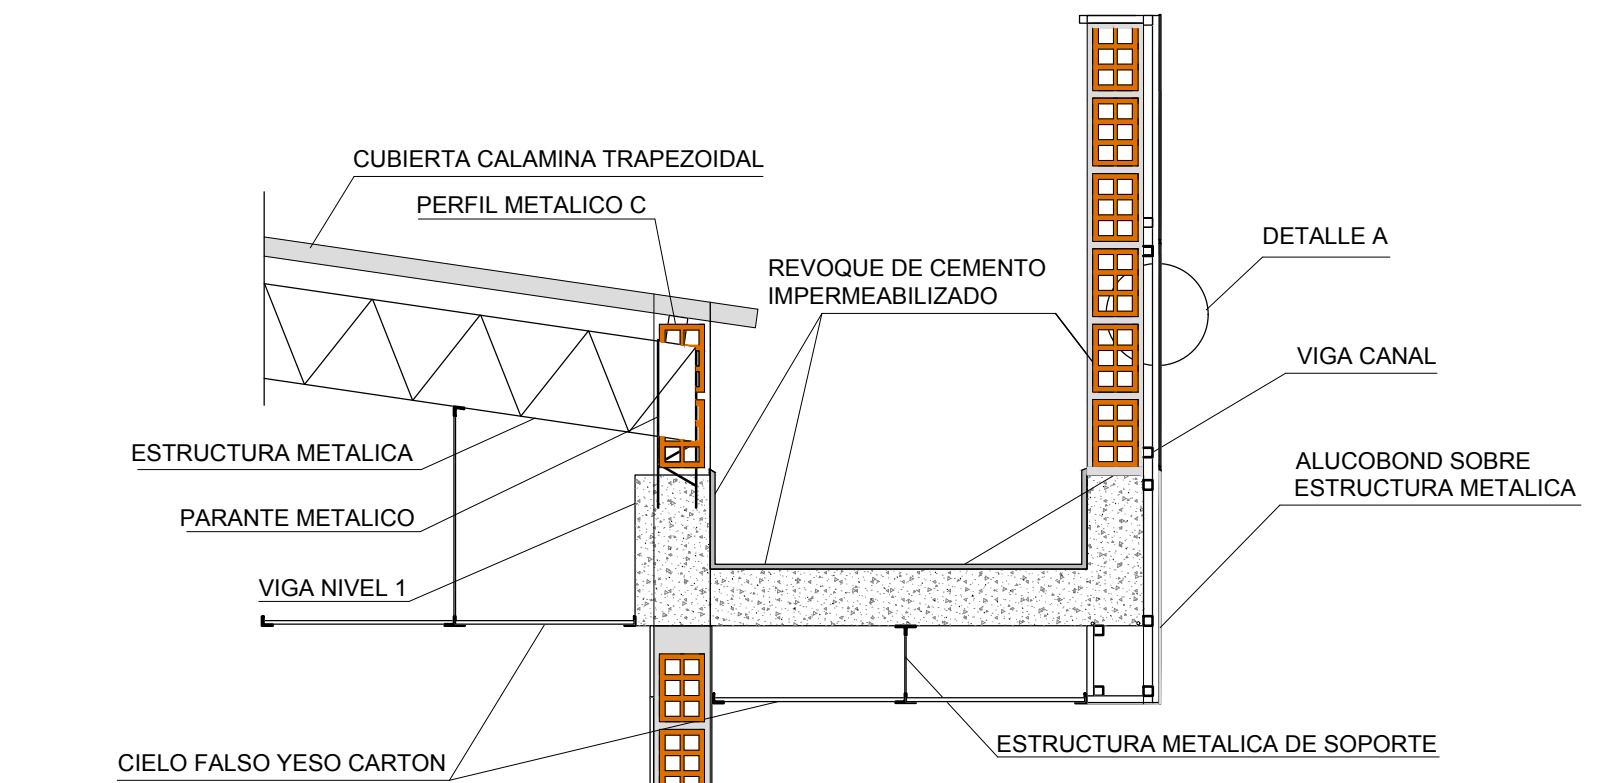 CUBIERTA CALAMINA TRAPEZOIDAL
PERFIL METALICO C
DETALLE A
REVOQUE DE CEMENTO
IMPERMEABILIZADO
VIGA CANAL
ESTRUCTURA METALICA
ALUCOBOND SOBRE
ESTRUCTURA METALICA
PARANTE METALICO
VIGA NIVEL 1
ESTRUCTURA METALICA DE SOPORTE
CIELO FALSO YESO CARTON